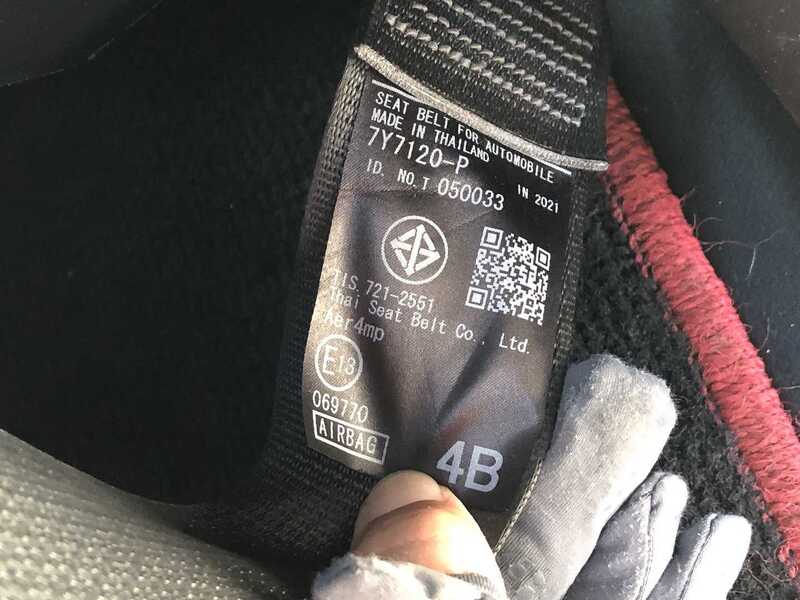 SEAT BELT FOR AUTOMOBILE
MADE IN THAILAND
7Y7120-P IN 2021
ID. NO.T 050033
TIS. 721-2551
Thai Seat Belt Co., Ltd.
Aer4mp
E13
069770
AIRBAG
4B